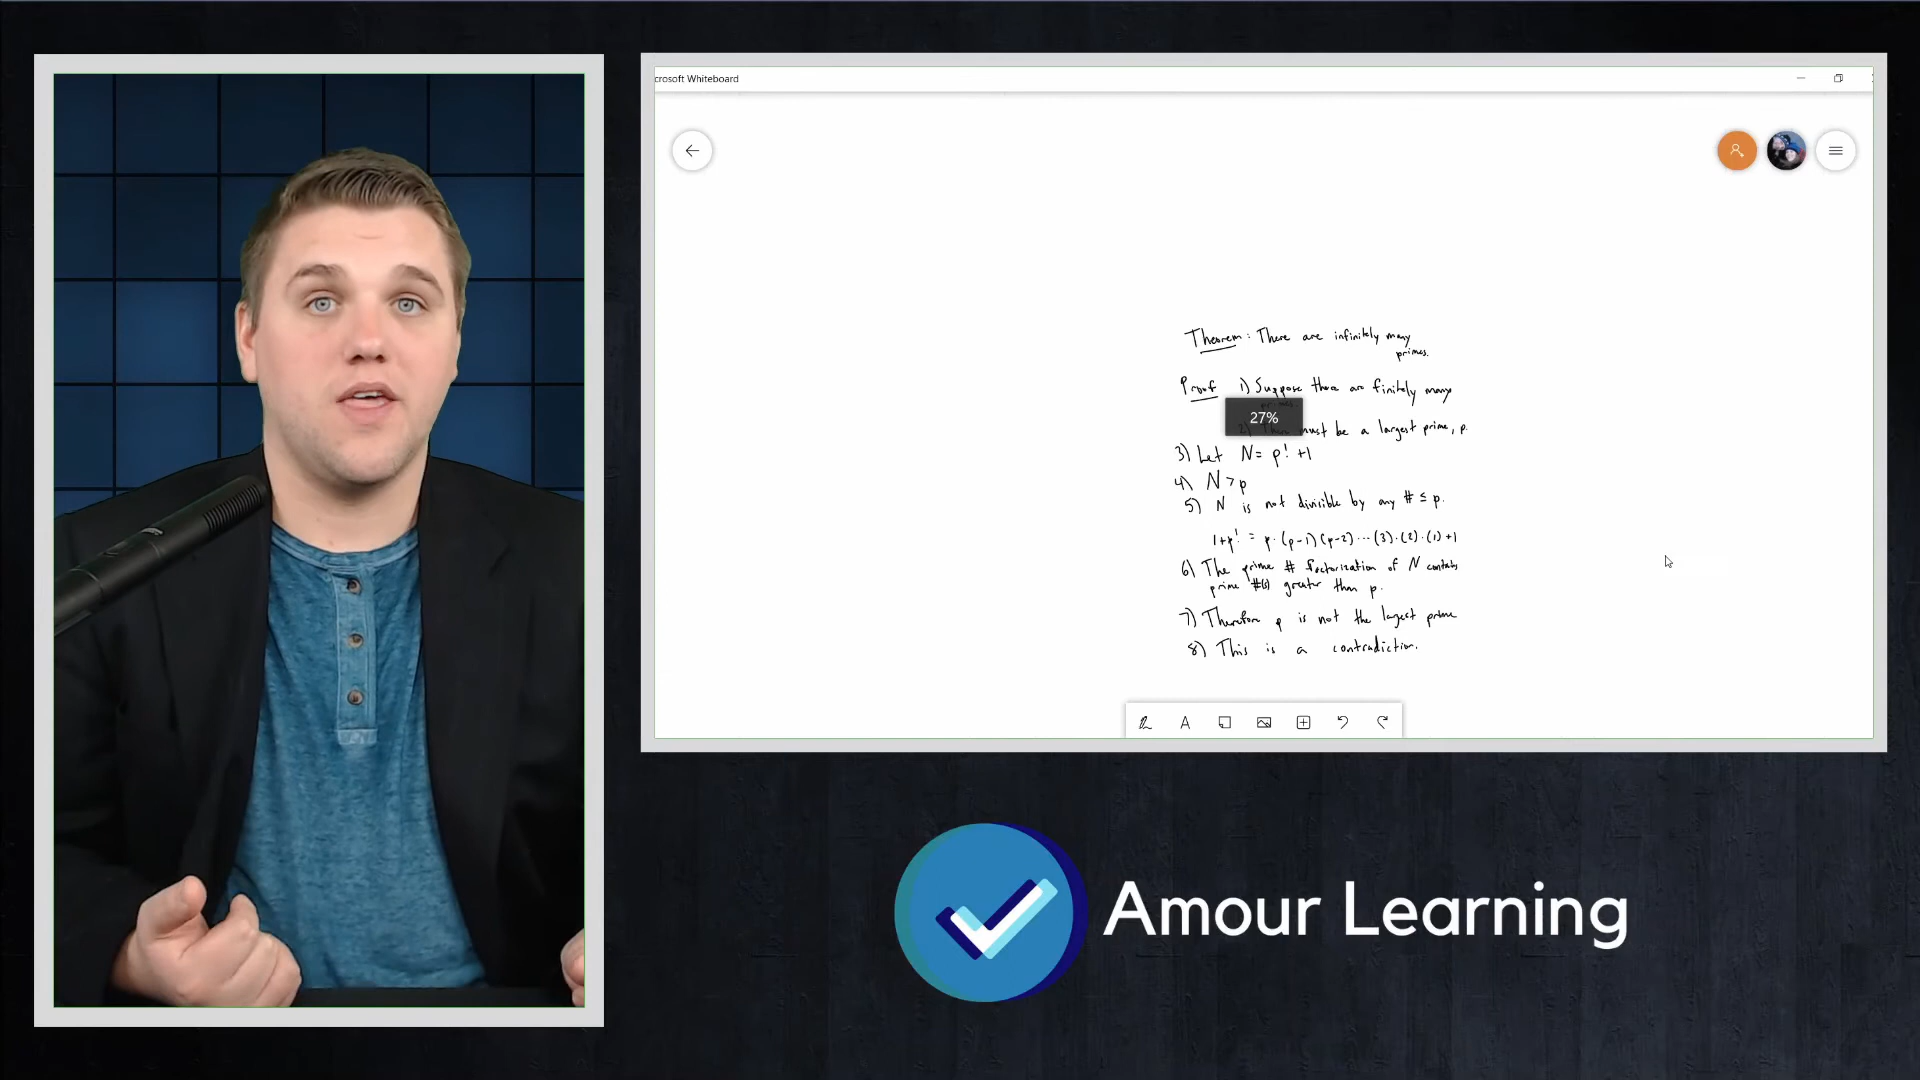 crosoft Whiteboard
Theorem: There are infinitely many
primes.
Proof 1) Suppose there are finitely many
27%
must be a largest prime, p.
3) Let N = p! + 1
4) N > p
5) N is not divisible by any # ≤ p.
1+p! = p·(p-1)(p-2)···(3)·(2)·(1)+1
6) The prime # factorization of N contains
prime #(s) greater than p.
7) Therefore p is not the largest prime
8) This is a contradiction.
A
Amour Learning